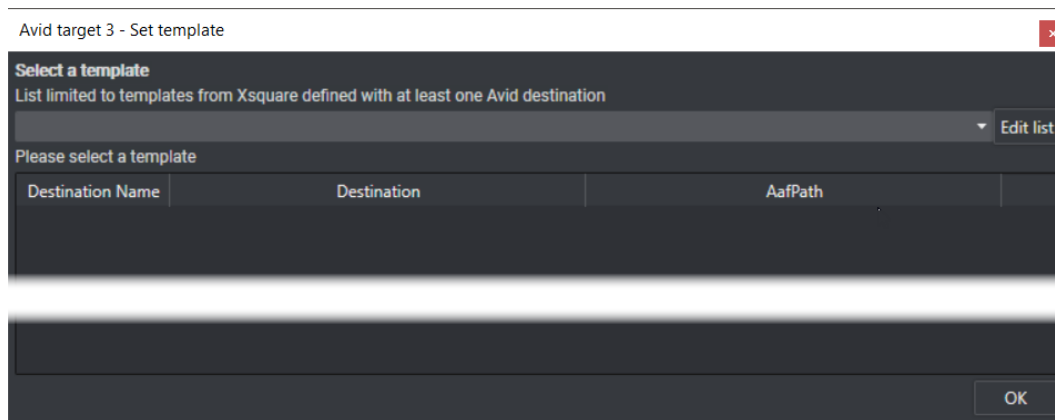 Avid target 3 - Set template
Select a template
List limited to templates from Xsquare defined with at least one Avid destination
Edit list
Please select a template
Destination Name Destination AafPath
OK